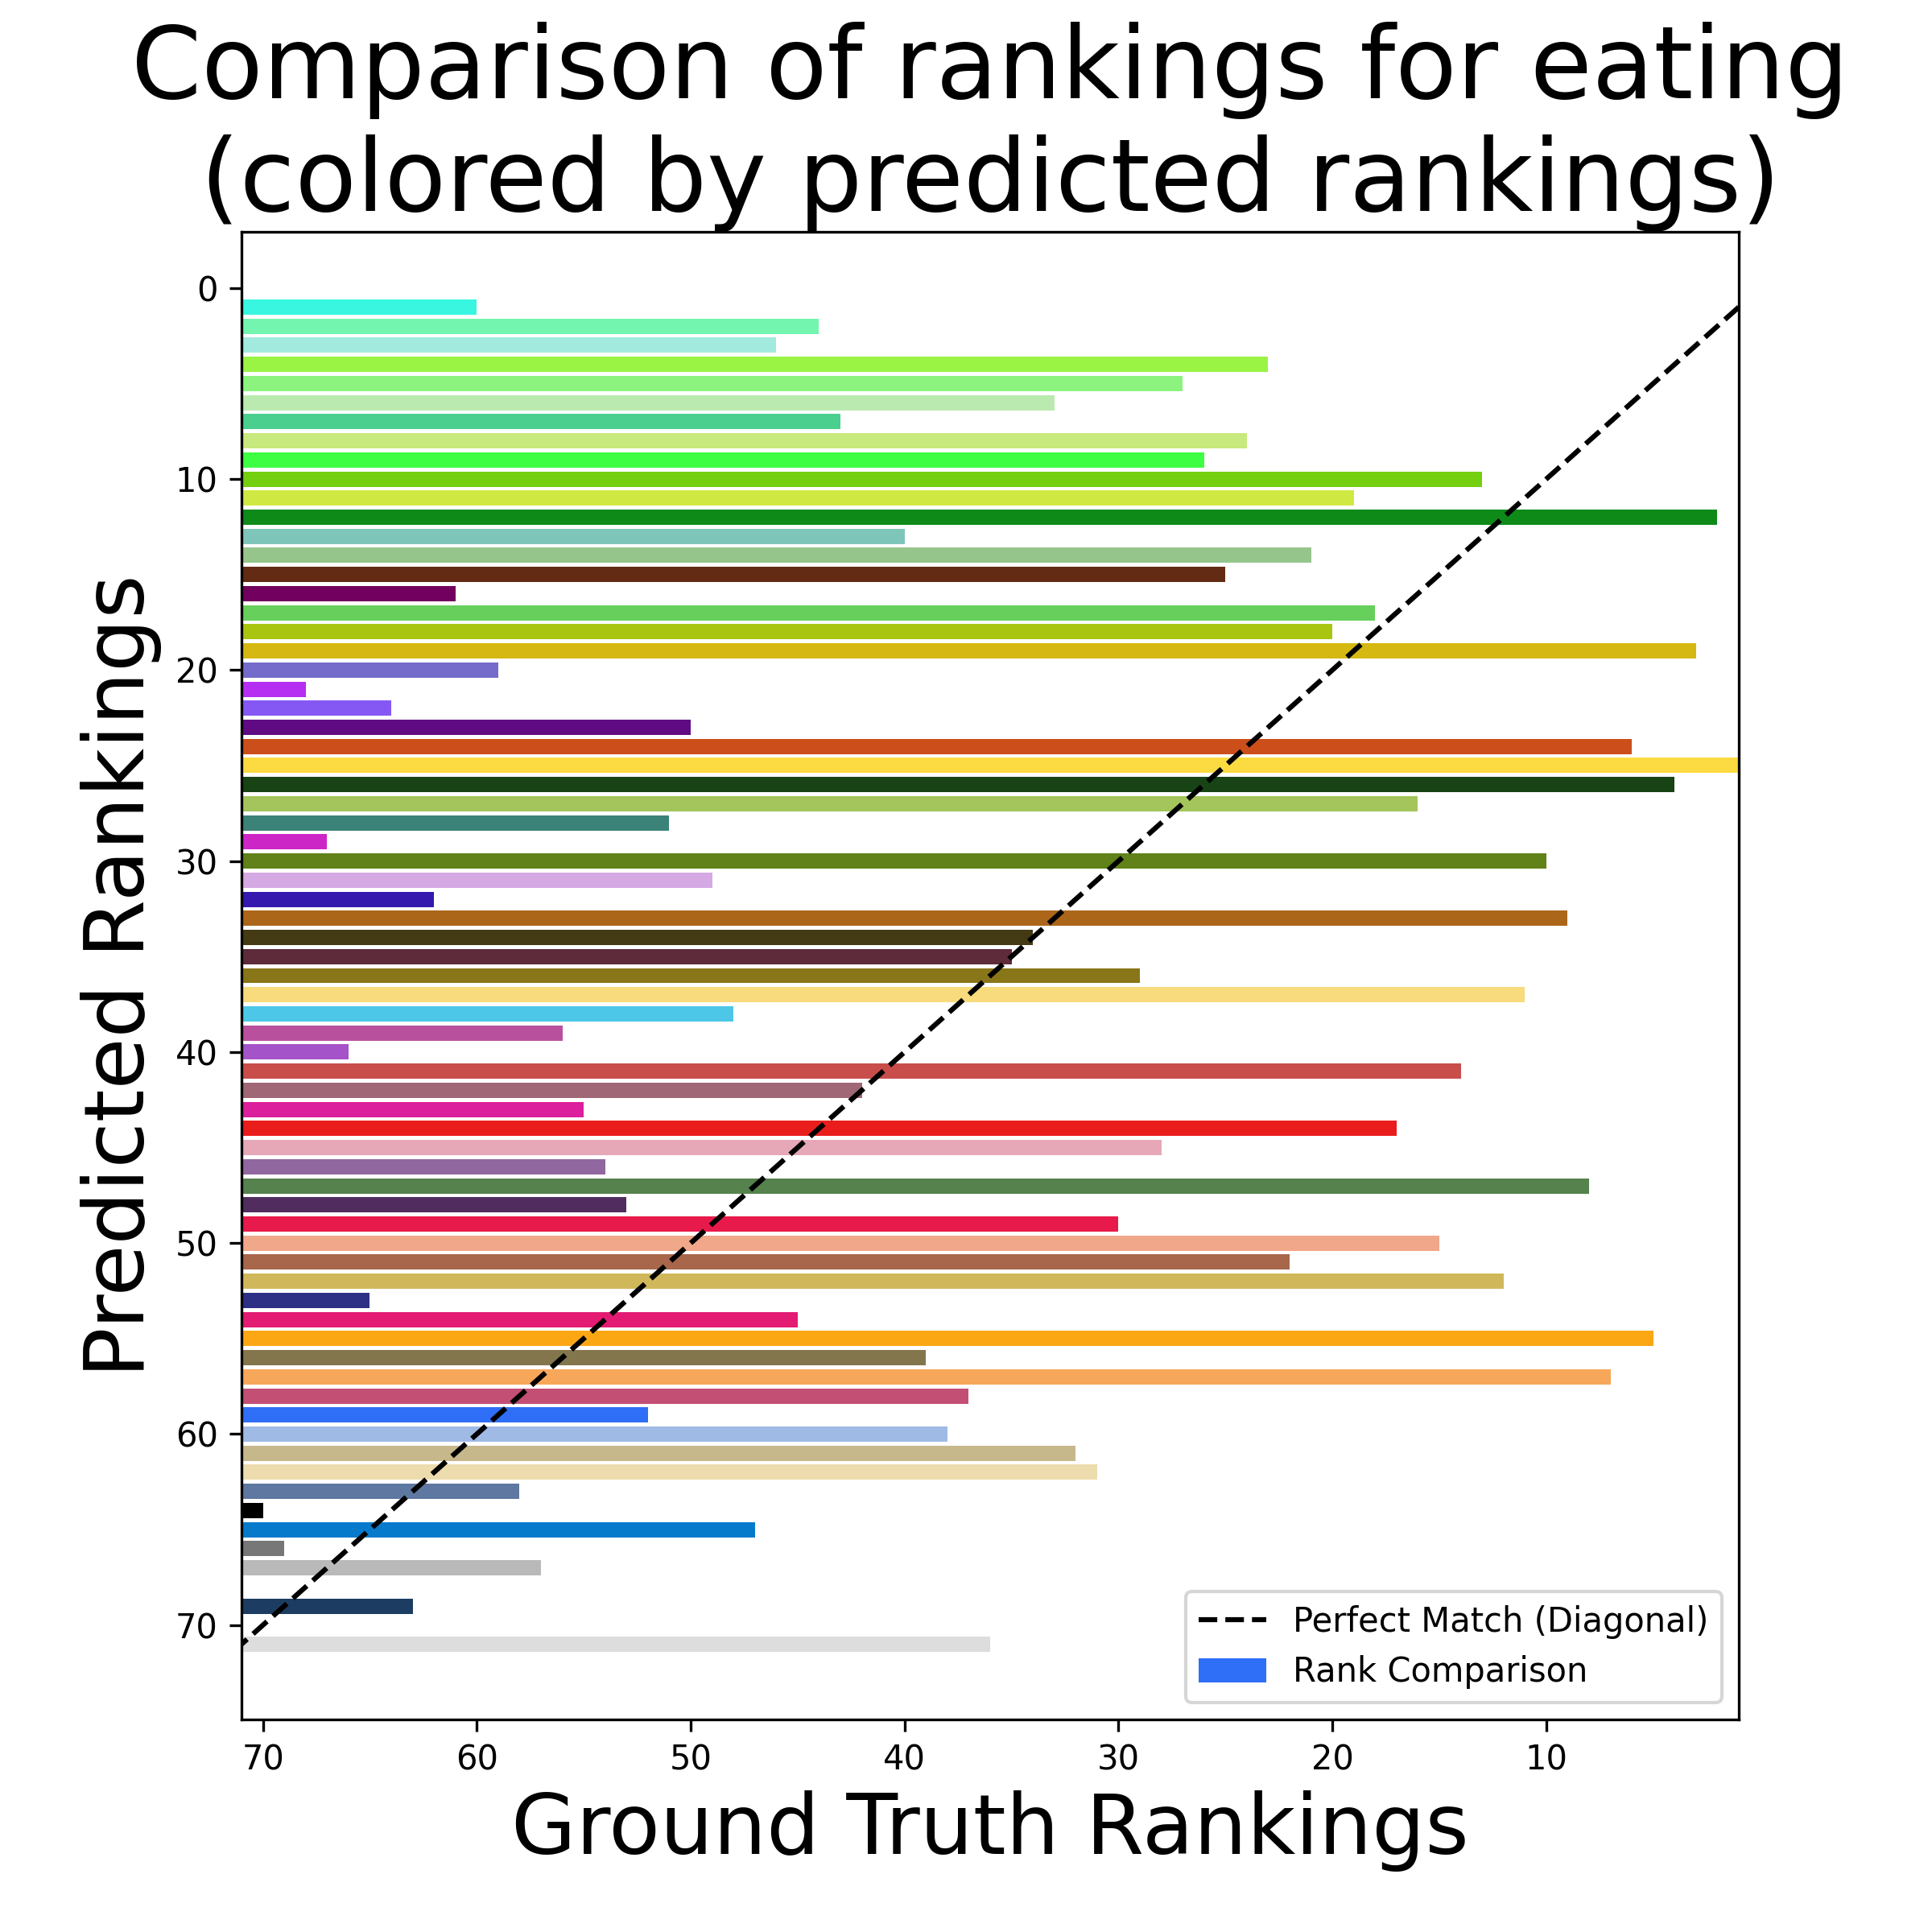 Comparison of rankings for eating
(colored by predicted rankings)
Predicted Rankings
0
10
20
30
40
50
60
70
70 60 50 40 30 20 10
Ground Truth Rankings
Perfect Match (Diagonal)
Rank Comparison